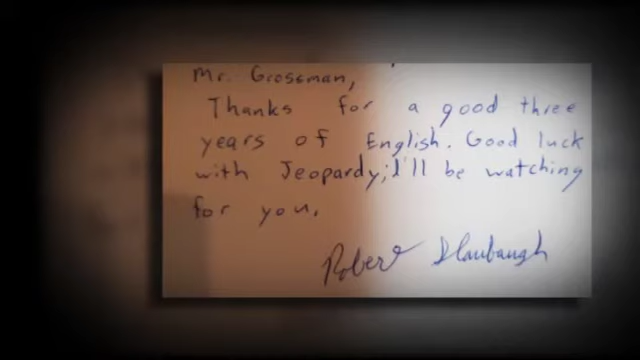 Mr. Grossman,
Thanks for a good three
years of English. Good luck
with Jeopardy; I'll be watching
for you.
Robert Slaubaugh